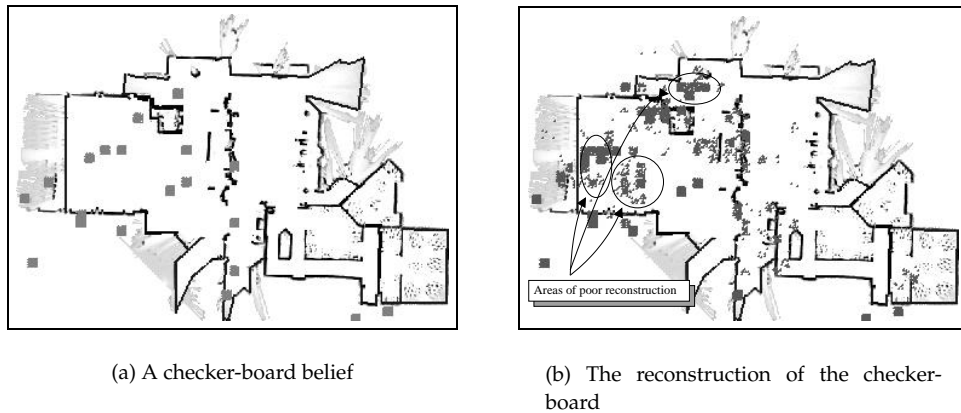 Areas of poor reconstruction
(a) A checker-board belief
(b) The reconstruction of the checker-
board